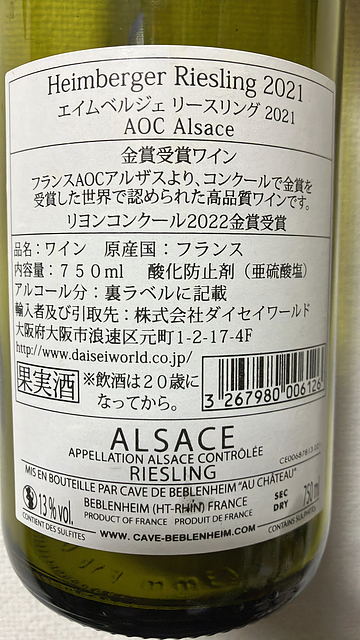 Heimberger Riesling 2021
エイムベルジェ リースリング 2021
AOC Alsace
金賞受賞ワイン
フランスAOCアルザスより、コンクールで金賞を
受賞した世界で認められた高品質ワインです。
リヨンコンクール2022金賞受賞
品名：ワイン 原産国：フランス
内容量：７５０ml 酸化防止剤（亜硫酸塩）
アルコール分：裏ラベルに記載
輸入者及び引取先：株式会社ダイセイワールド
大阪府大阪市浪速区元町1-2-17-4F
http://www.daiseiworld.co.jp/
果実酒 ※飲酒は２０歳に
なってから。
3 267980 006126
ALSACE
APPELLATION ALSACE CONTRÔLÉE
RIESLING
MIS EN BOUTEILLE PAR CAVE DE BEBLENHEIM "AU CHÂTEAU"
BEBLENHEIM (HT-RHIN) FRANCE
PRODUCT OF FRANCE PRODUIT DE FRANCE
13 % vol.
SEC
DRY
750 ml
CONTIENT DES SULFITES
WWW.CAVE-BEBLENHEIM.COM
CONTAINS SULPHITES